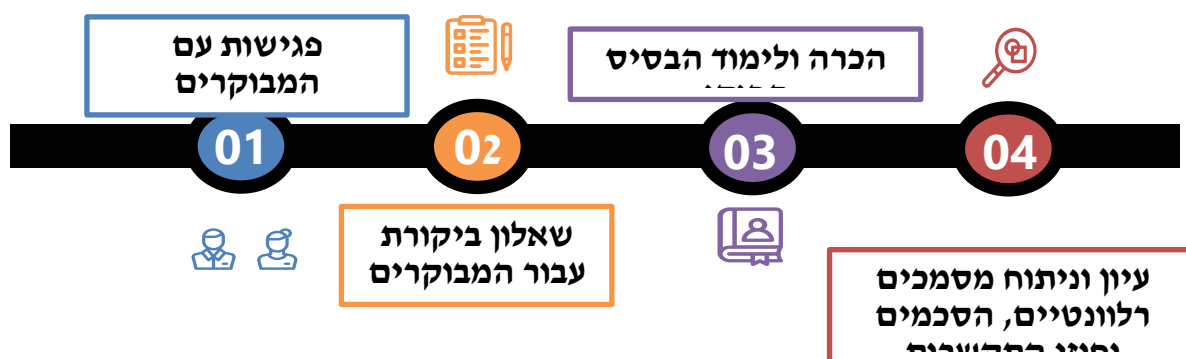 פגישות עם
המבוקרים
01
שאלון ביקורת
עבור המבוקרים
02
הכרה ולימוד הבסיס
03
עיון וניתוח מסמכים
רלוונטיים, הסכמים
04